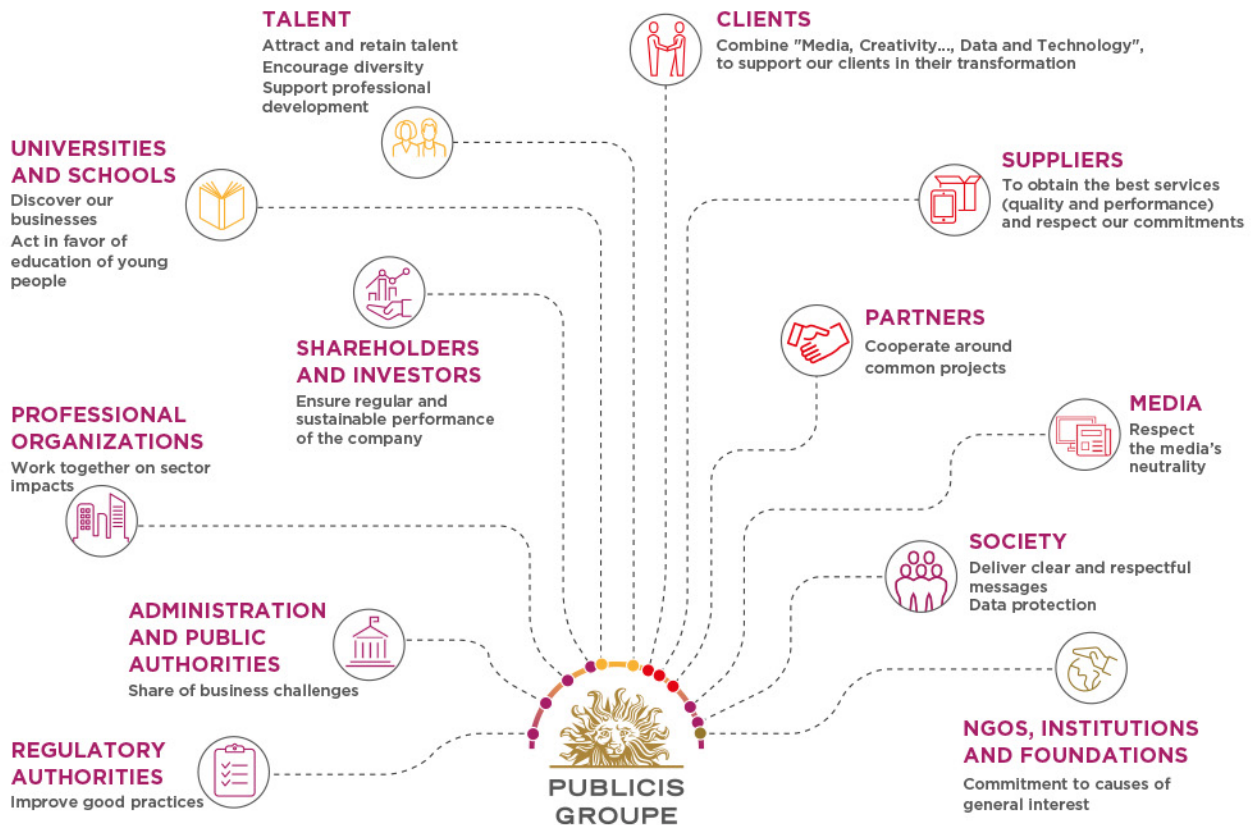 TALENT
Attract and retain talent
Encourage diversity
Support professional
development
CLIENTS
Combine "Media, Creativity..., Data and Technology",
to support our clients in their transformation
UNIVERSITIES
AND SCHOOLS
Discover our
businesses
Act in favor of
education of young
people
SUPPLIERS
To obtain the best services
(quality and performance)
and respect our commitments
SHAREHOLDERS
AND INVESTORS
Ensure regular and
sustainable performance
of the company
PARTNERS
Cooperate around
common projects
PROFESSIONAL
ORGANIZATIONS
Work together on sector
impacts
MEDIA
Respect
the media's
neutrality
SOCIETY
Deliver clear and respectful
messages
Data protection
ADMINISTRATION
AND PUBLIC
AUTHORITIES
Share of business challenges
NGOS, INSTITUTIONS
AND FOUNDATIONS
Commitment to causes of
general interest
REGULATORY
AUTHORITIES
Improve good practices
PUBLICIS
GROUPE